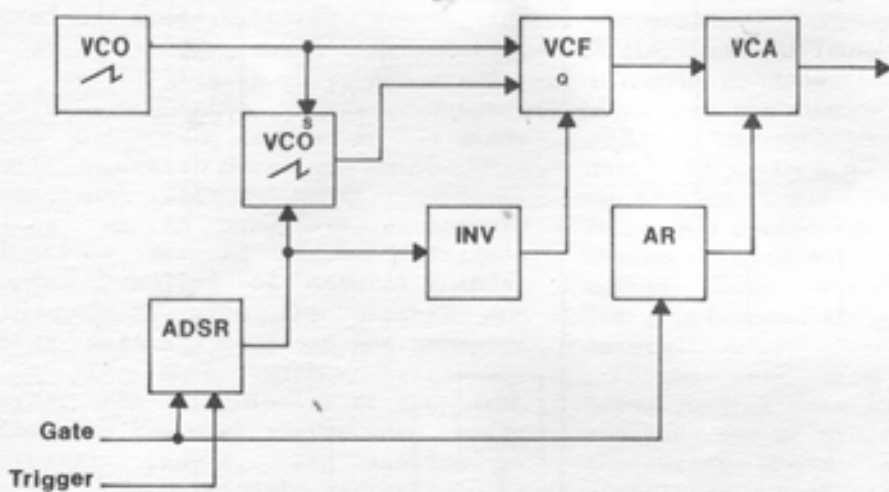 VCO
VCF
Q
VCA
S
VCO
INV
AR
ADSR
Gate
Trigger